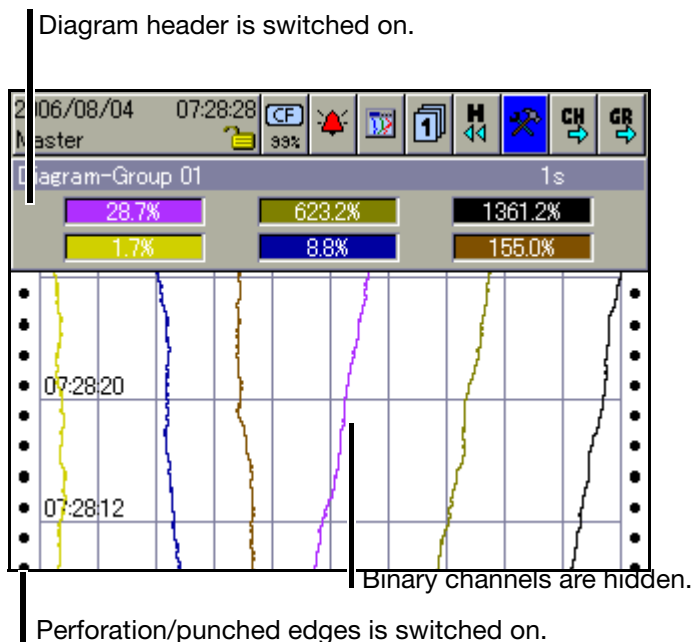 Diagram header is switched on.
2006/08/04 07:28:28 CF 1 H CH GR
Master 99%
Diagram-Group 01 1s
28.7% 623.2% 1361.2%
1.7% 8.8% 155.0%
07:28:20
07:28:12
Binary channels are hidden.
Perforation/punched edges is switched on.